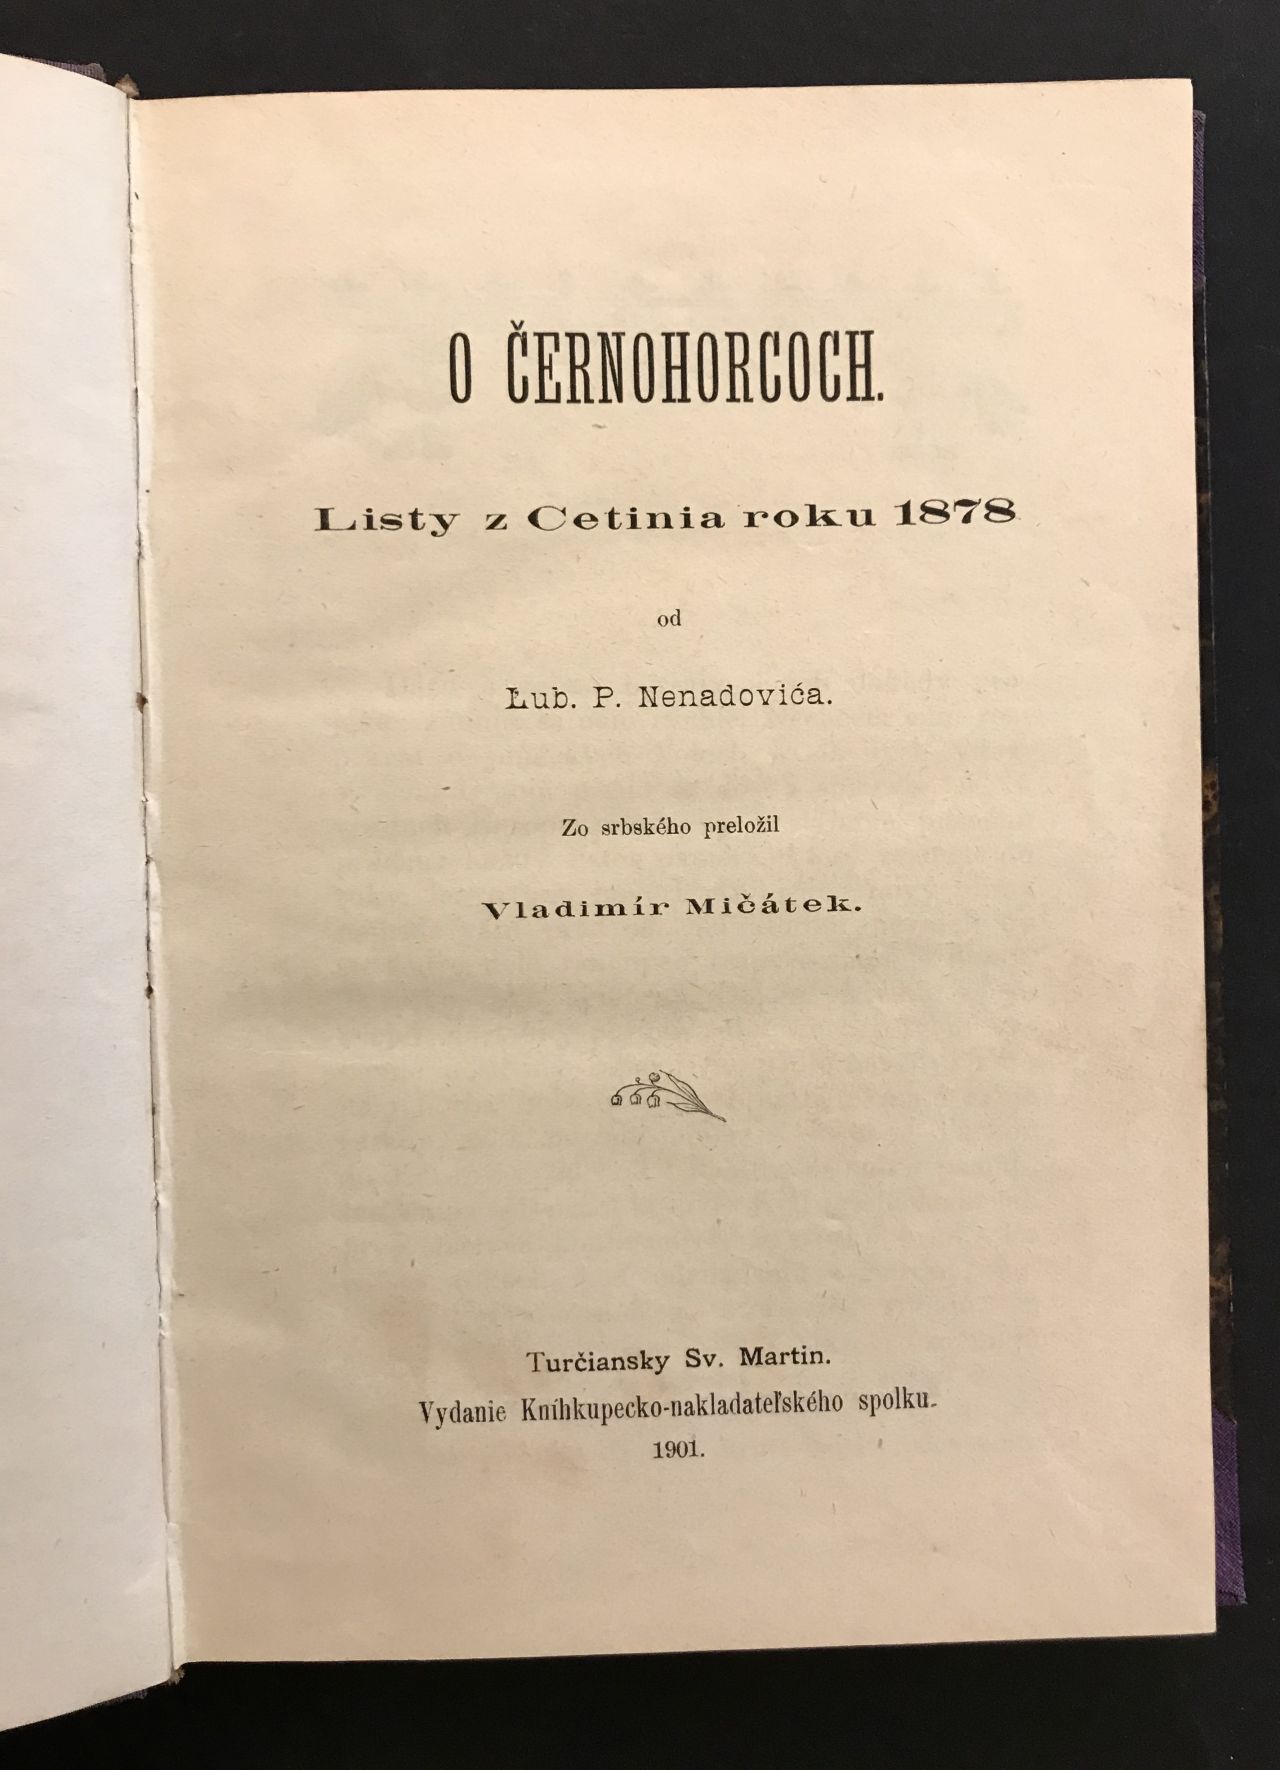 O ČERNOHORCOCH.
Listy z Cetinia roku 1878
od
Ľub. P. Nenadovića.
Zo srbského preložil
Vladimír Mičátek.
Turčiansky Sv. Martin.
Vydanie Kníhkupecko-nakladateľského spolku.
1901.